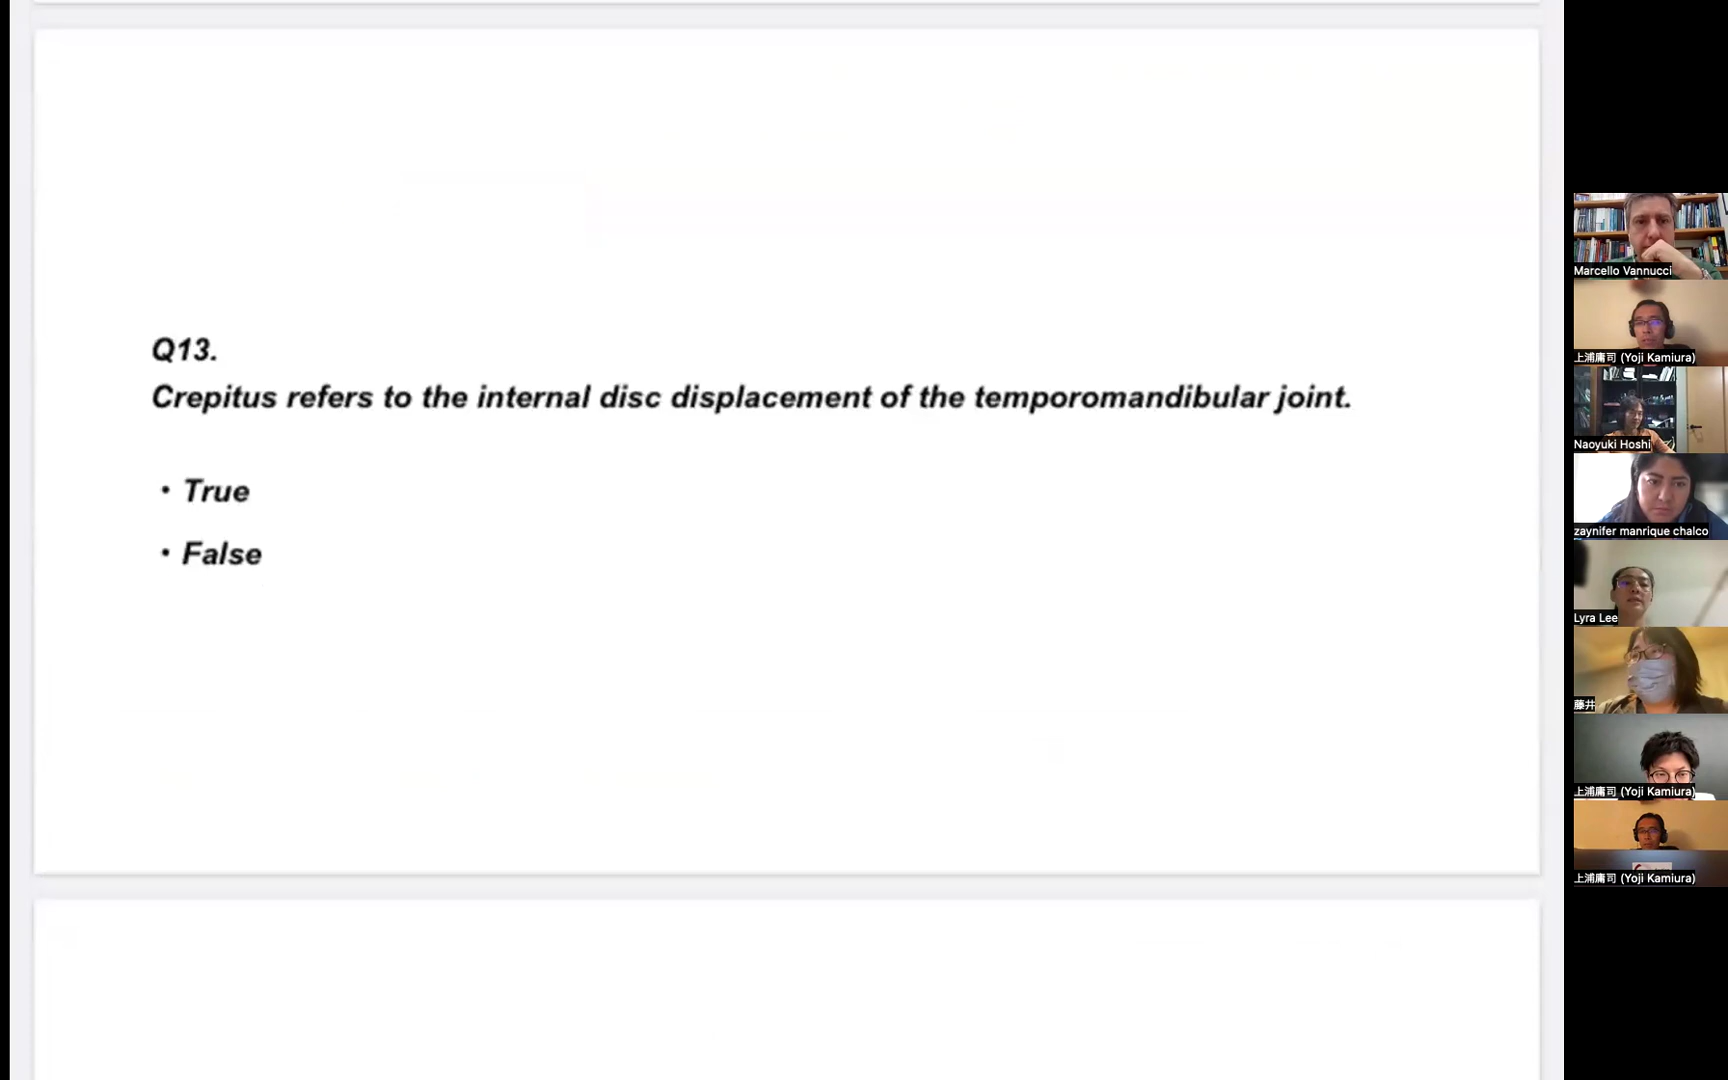 Q13.
Crepitus refers to the internal disc displacement of the temporomandibular joint.
・True
・False
Marcello Vannucci
上浦庸司 (Yoji Kamiura)
Naoyuki Hoshi
zaynifer manrique chalco
Lyra Lee
藤井
上浦庸司 (Yoji Kamiura)
上浦庸司 (Yoji Kamiura)